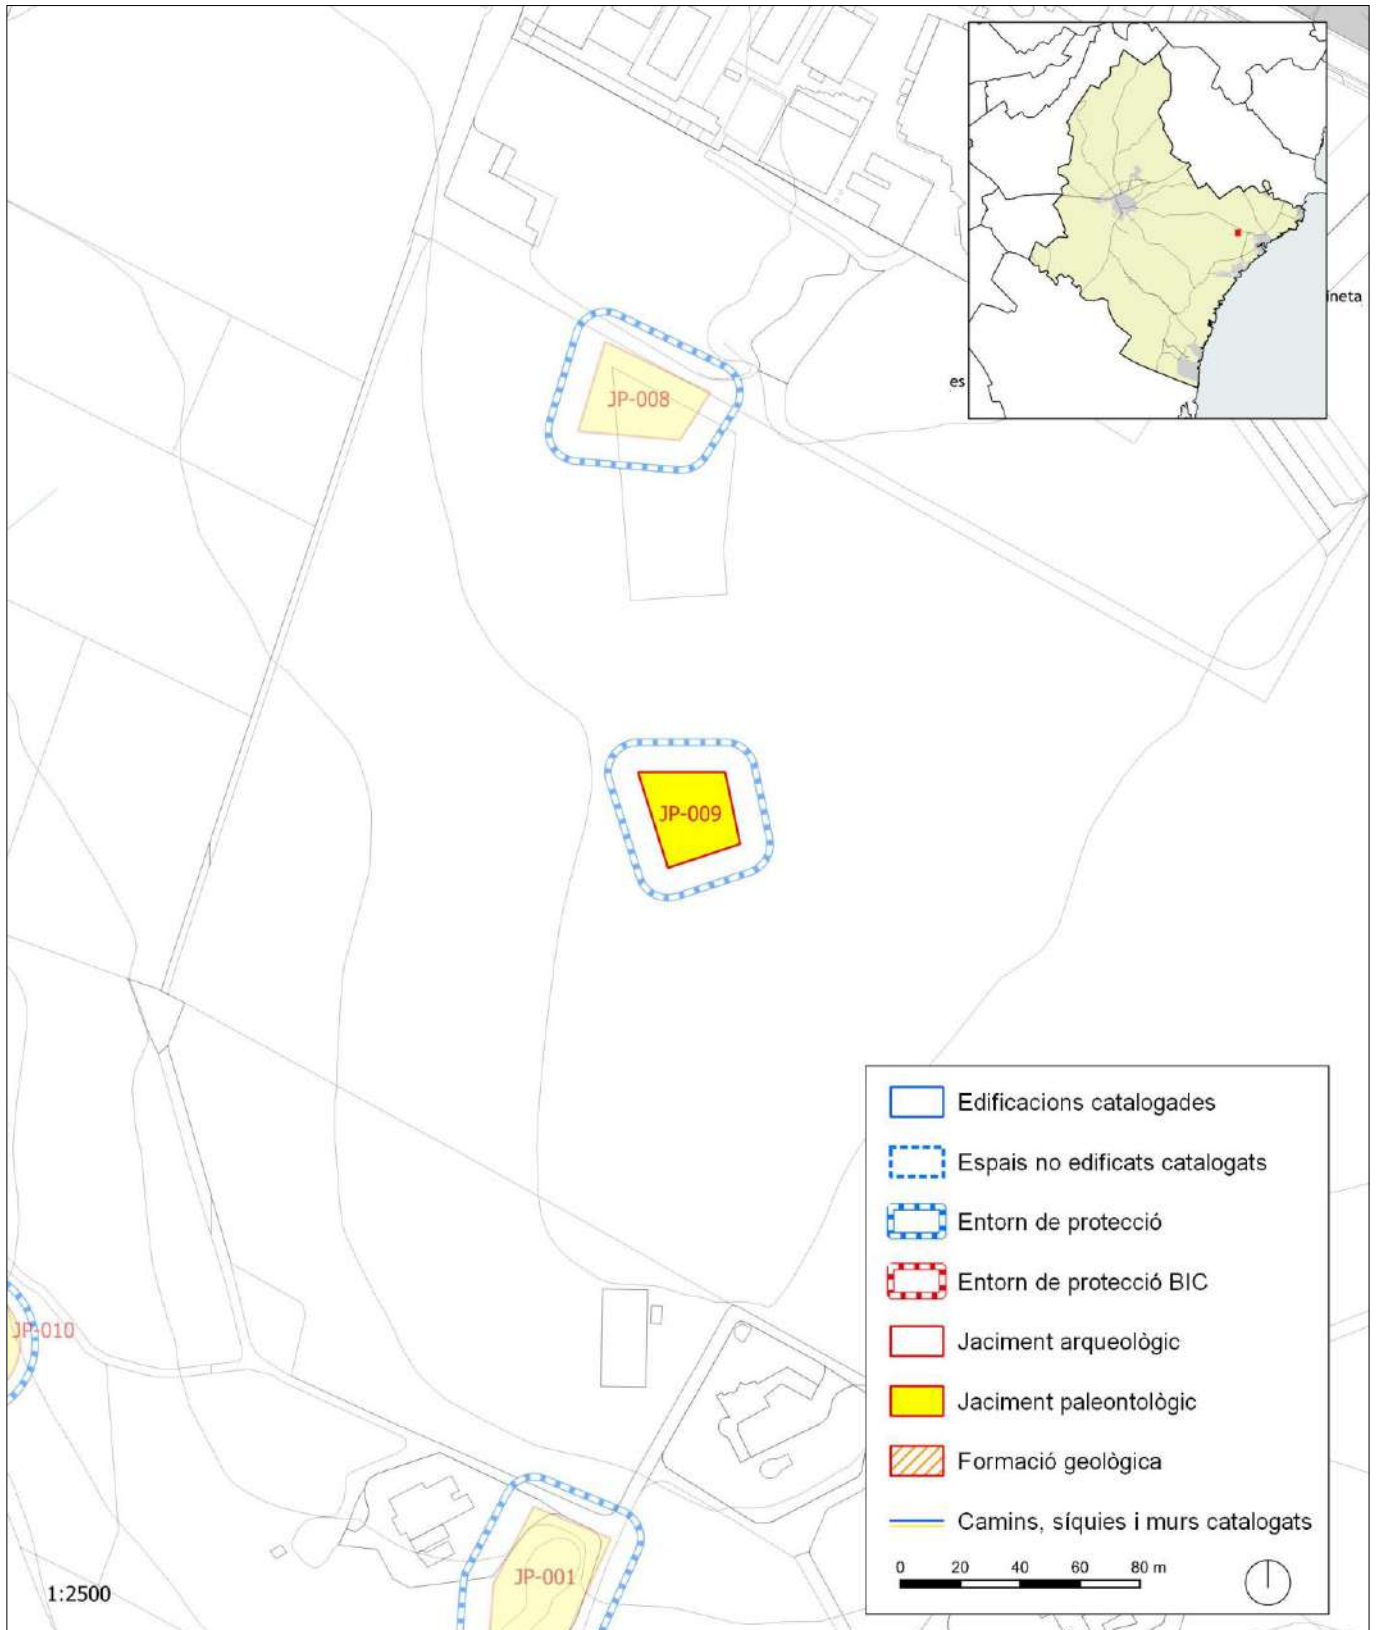 ineta
es
JP-008
JP-009
JP-010
JP-001
Edificacions catalogades
Espais no edificats catalogats
Entorn de protecció
Entorn de protecció BIC
Jaciment arqueològic
Jaciment paleontològic
Formació geològica
Camins, síquies i murs catalogats
0 20 40 60 80 m
1:2500